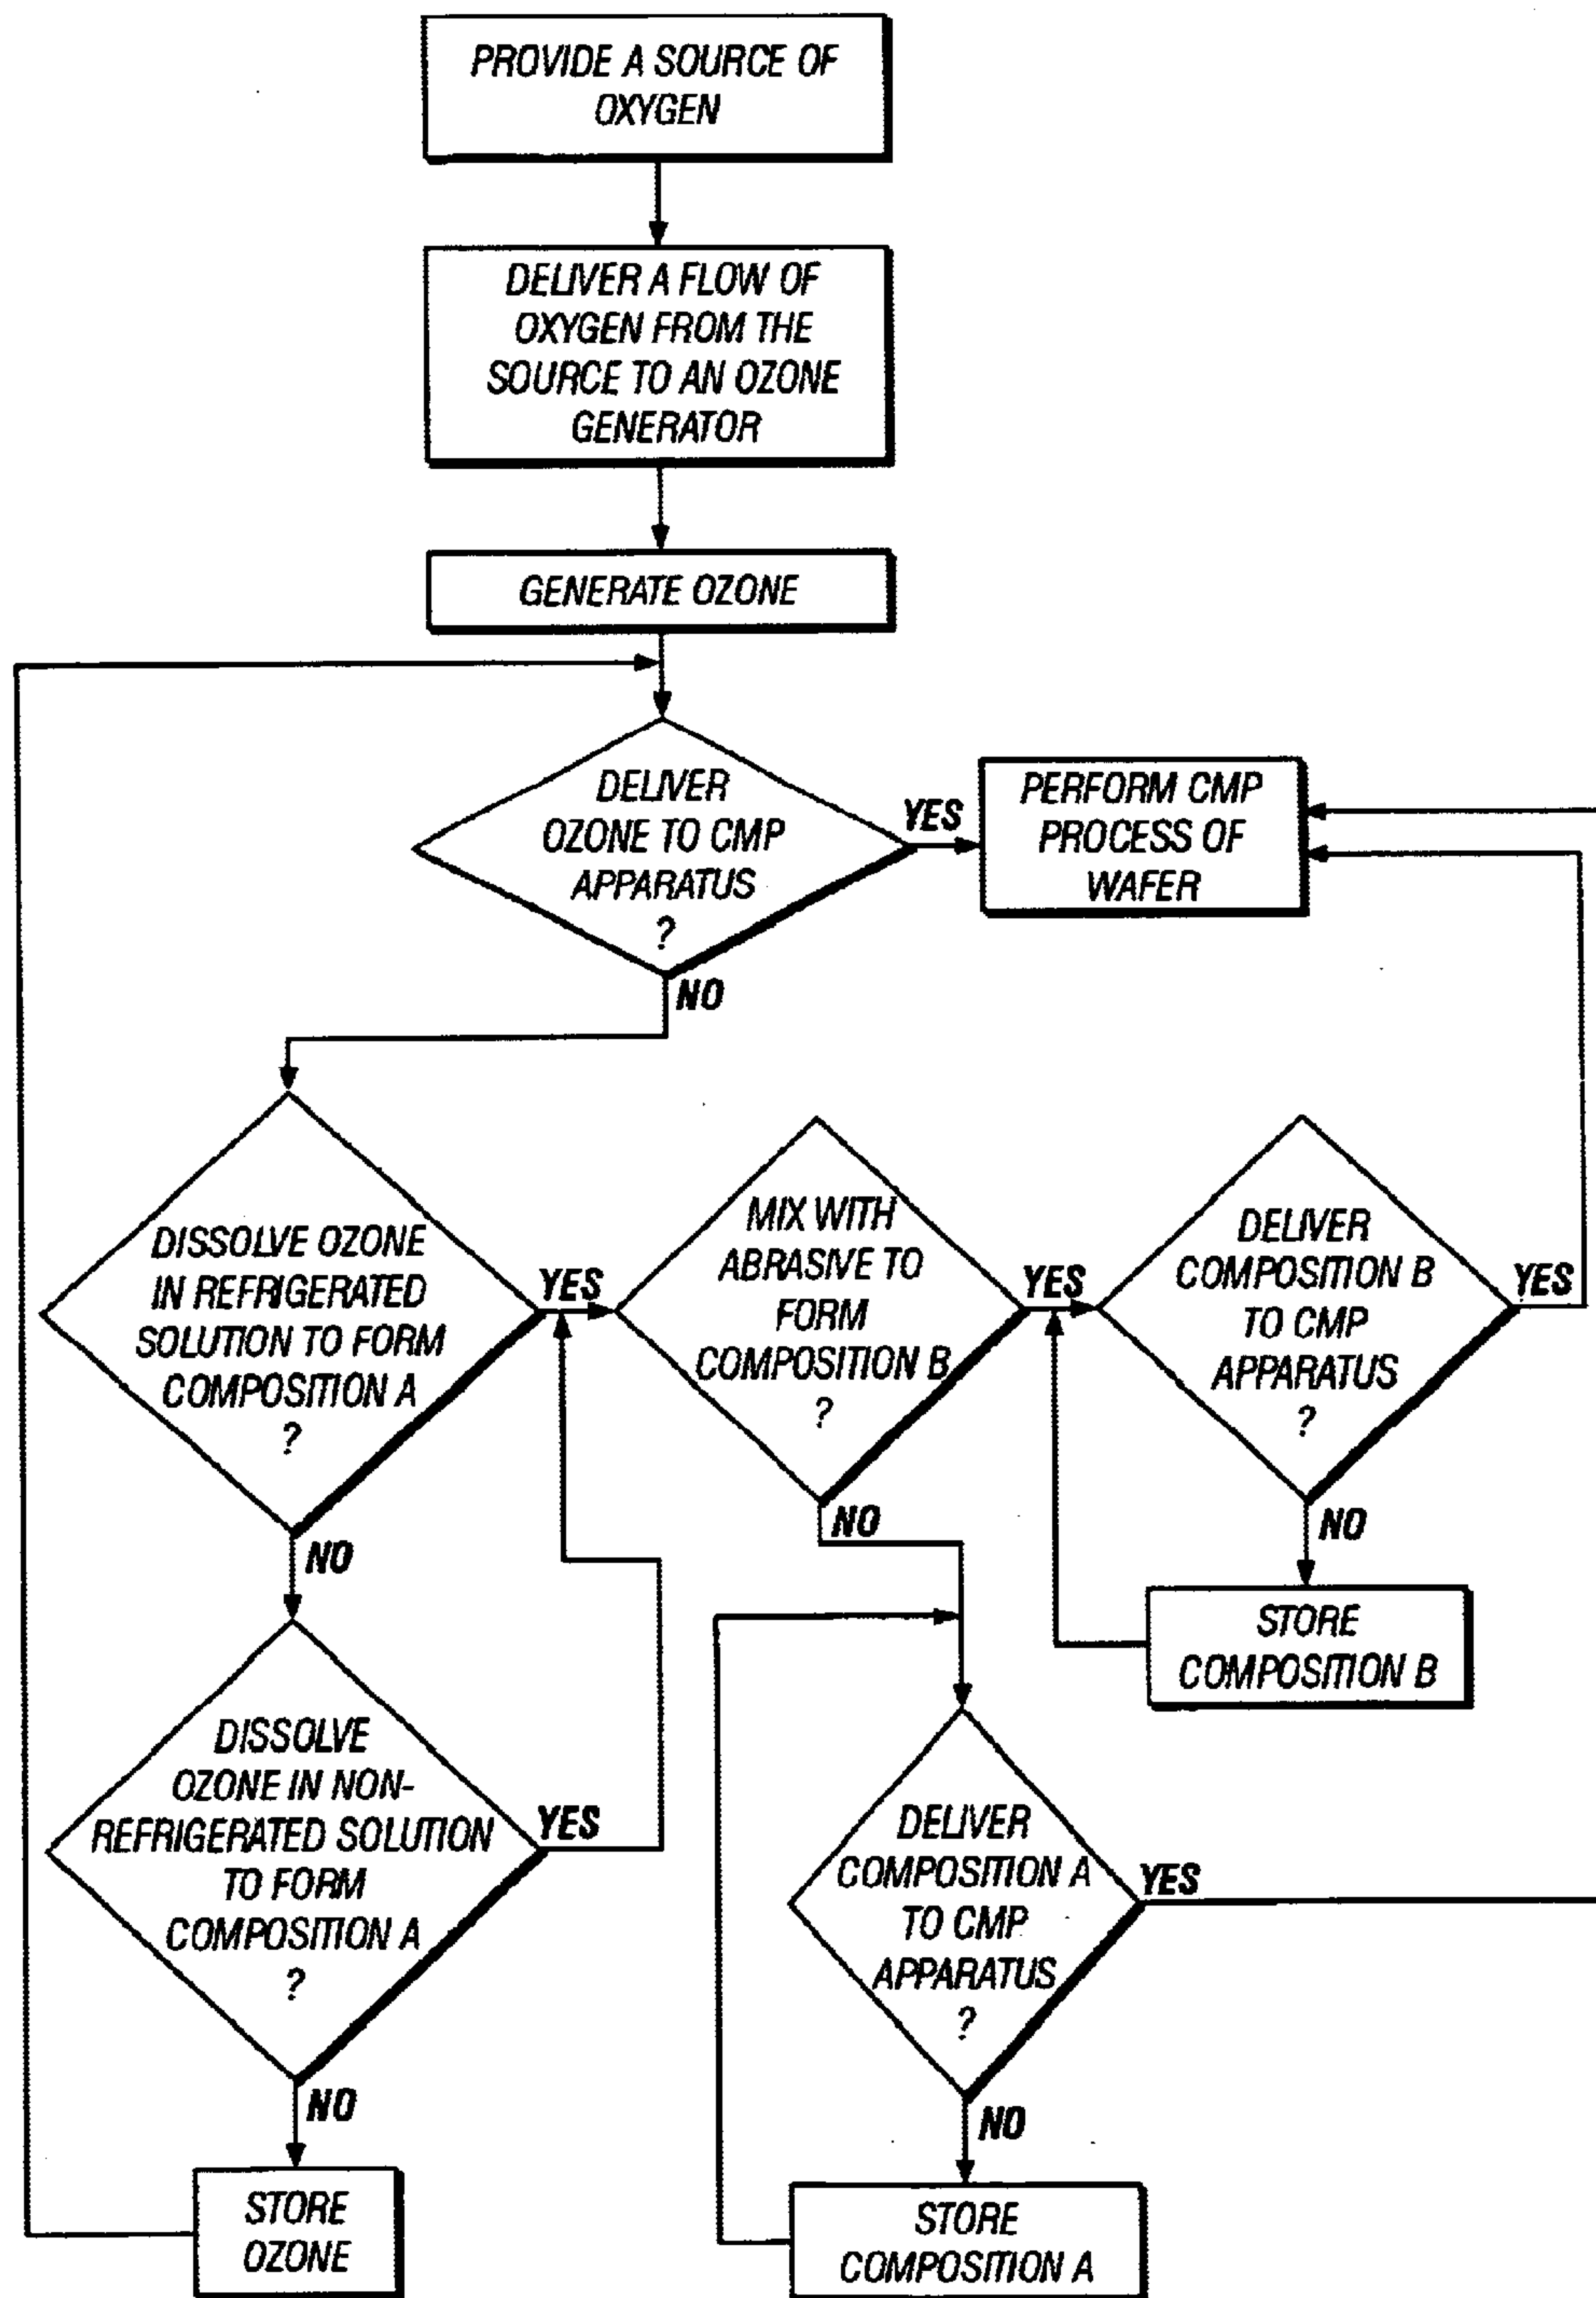 PROVIDE A SOURCE OF
OXYGEN
DELIVER A FLOW OF
OXYGEN FROM THE
SOURCE TO AN OZONE
GENERATOR
GENERATE OZONE
DELIVER
OZONE TO CMP
APPARATUS
?
YES
NO
PERFORM CMP
PROCESS OF
WAFER
DISSOLVE OZONE
IN REFRIGERATED
SOLUTION TO FORM
COMPOSITION A
?
YES
NO
MIX WITH
ABRASIVE TO
FORM
COMPOSITION B
?
YES
NO
DELIVER
COMPOSITION B
TO CMP
APPARATUS
?
YES
NO
STORE
COMPOSITION B
DISSOLVE
OZONE IN NON-
REFRIGERATED SOLUTION
TO FORM
COMPOSITION A
?
YES
NO
DELIVER
COMPOSITION A
TO CMP
APPARATUS
?
YES
NO
STORE
OZONE
STORE
COMPOSITION A